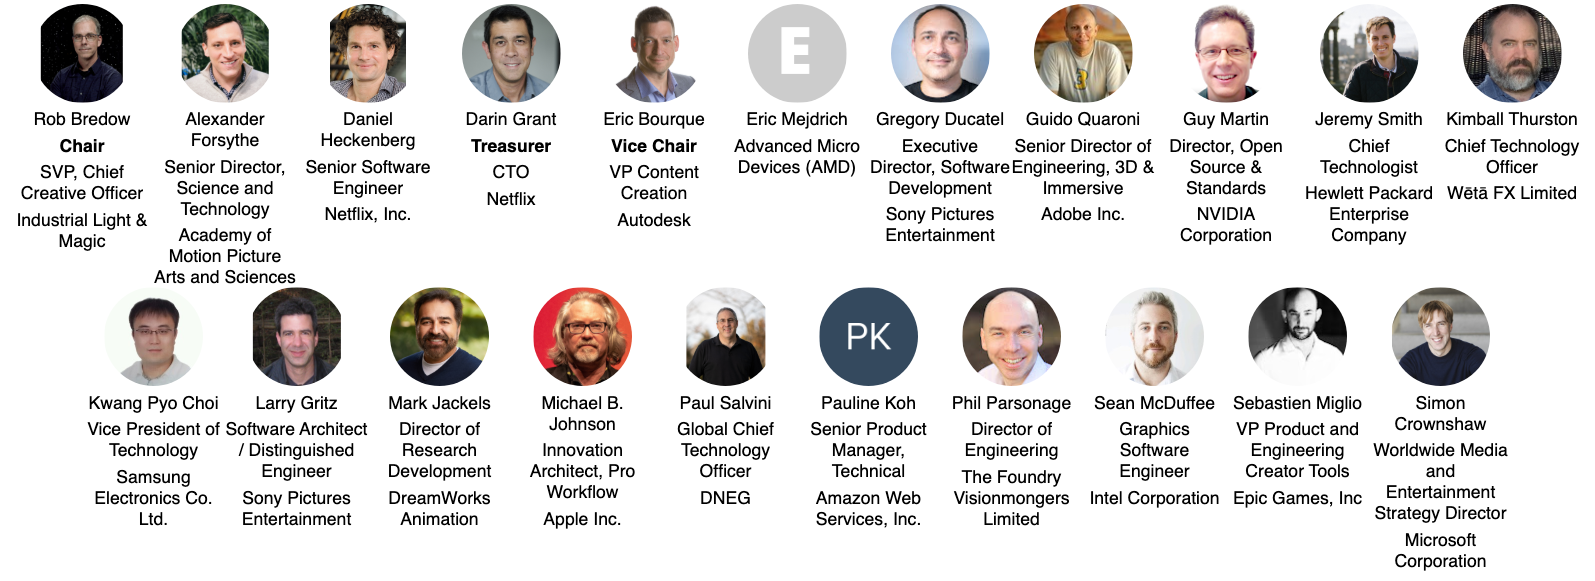 E
Rob Bredow
Chair
SVP, Chief
Creative Officer
Industrial Light &
Magic
Alexander
Forsythe
Senior Director,
Science and
Technology
Academy of
Motion Picture
Arts and Sciences
Daniel
Heckenberg
Senior Software
Engineer
Netflix, Inc.
Darin Grant
Treasurer
CTO
Netflix
Eric Bourque
Vice Chair
VP Content
Creation
Autodesk
Eric Mejdrich
Advanced Micro
Devices (AMD)
Gregory Ducatel
Executive
Director, Software
Development
Sony Pictures
Entertainment
Guido Quaroni
Senior Director of
Engineering, 3D &
Immersive
Adobe Inc.
Guy Martin
Director, Open
Source &
Standards
NVIDIA
Corporation
Jeremy Smith
Chief
Technologist
Hewlett Packard
Enterprise
Company
Kimball Thurston
Chief Technology
Officer
Wētā FX Limited
Kwang Pyo Choi
Vice President of
Technology
Samsung
Electronics Co.
Ltd.
Larry Gritz
Software Architect
/ Distinguished
Engineer
Sony Pictures
Entertainment
Mark Jackels
Director of
Research
Development
DreamWorks
Animation
Michael B.
Johnson
Innovation
Architect, Pro
Workflow
Apple Inc.
Paul Salvini
Global Chief
Technology
Officer
DNEG
PK
Pauline Koh
Senior Product
Manager,
Technical
Amazon Web
Services, Inc.
Phil Parsonage
Director of
Engineering
The Foundry
Visionmongers
Limited
Sean McDuffee
Graphics
Software
Engineer
Intel Corporation
Sebastien Miglio
VP Product and
Engineering
Creator Tools
Epic Games, Inc
Simon
Crownshaw
Worldwide Media
and
Entertainment
Strategy Director
Microsoft
Corporation